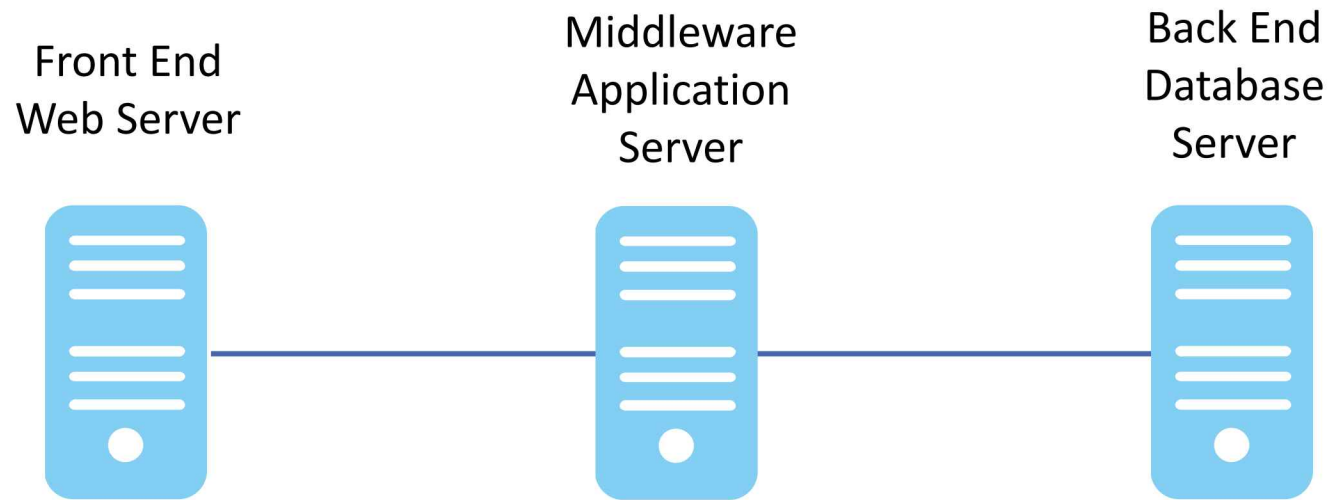 Front End
Web Server
Middleware
Application
Server
Back End
Database
Server